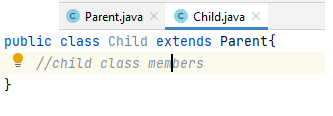 Parent.java Child.java
public class Child extends Parent{
//child class members
}